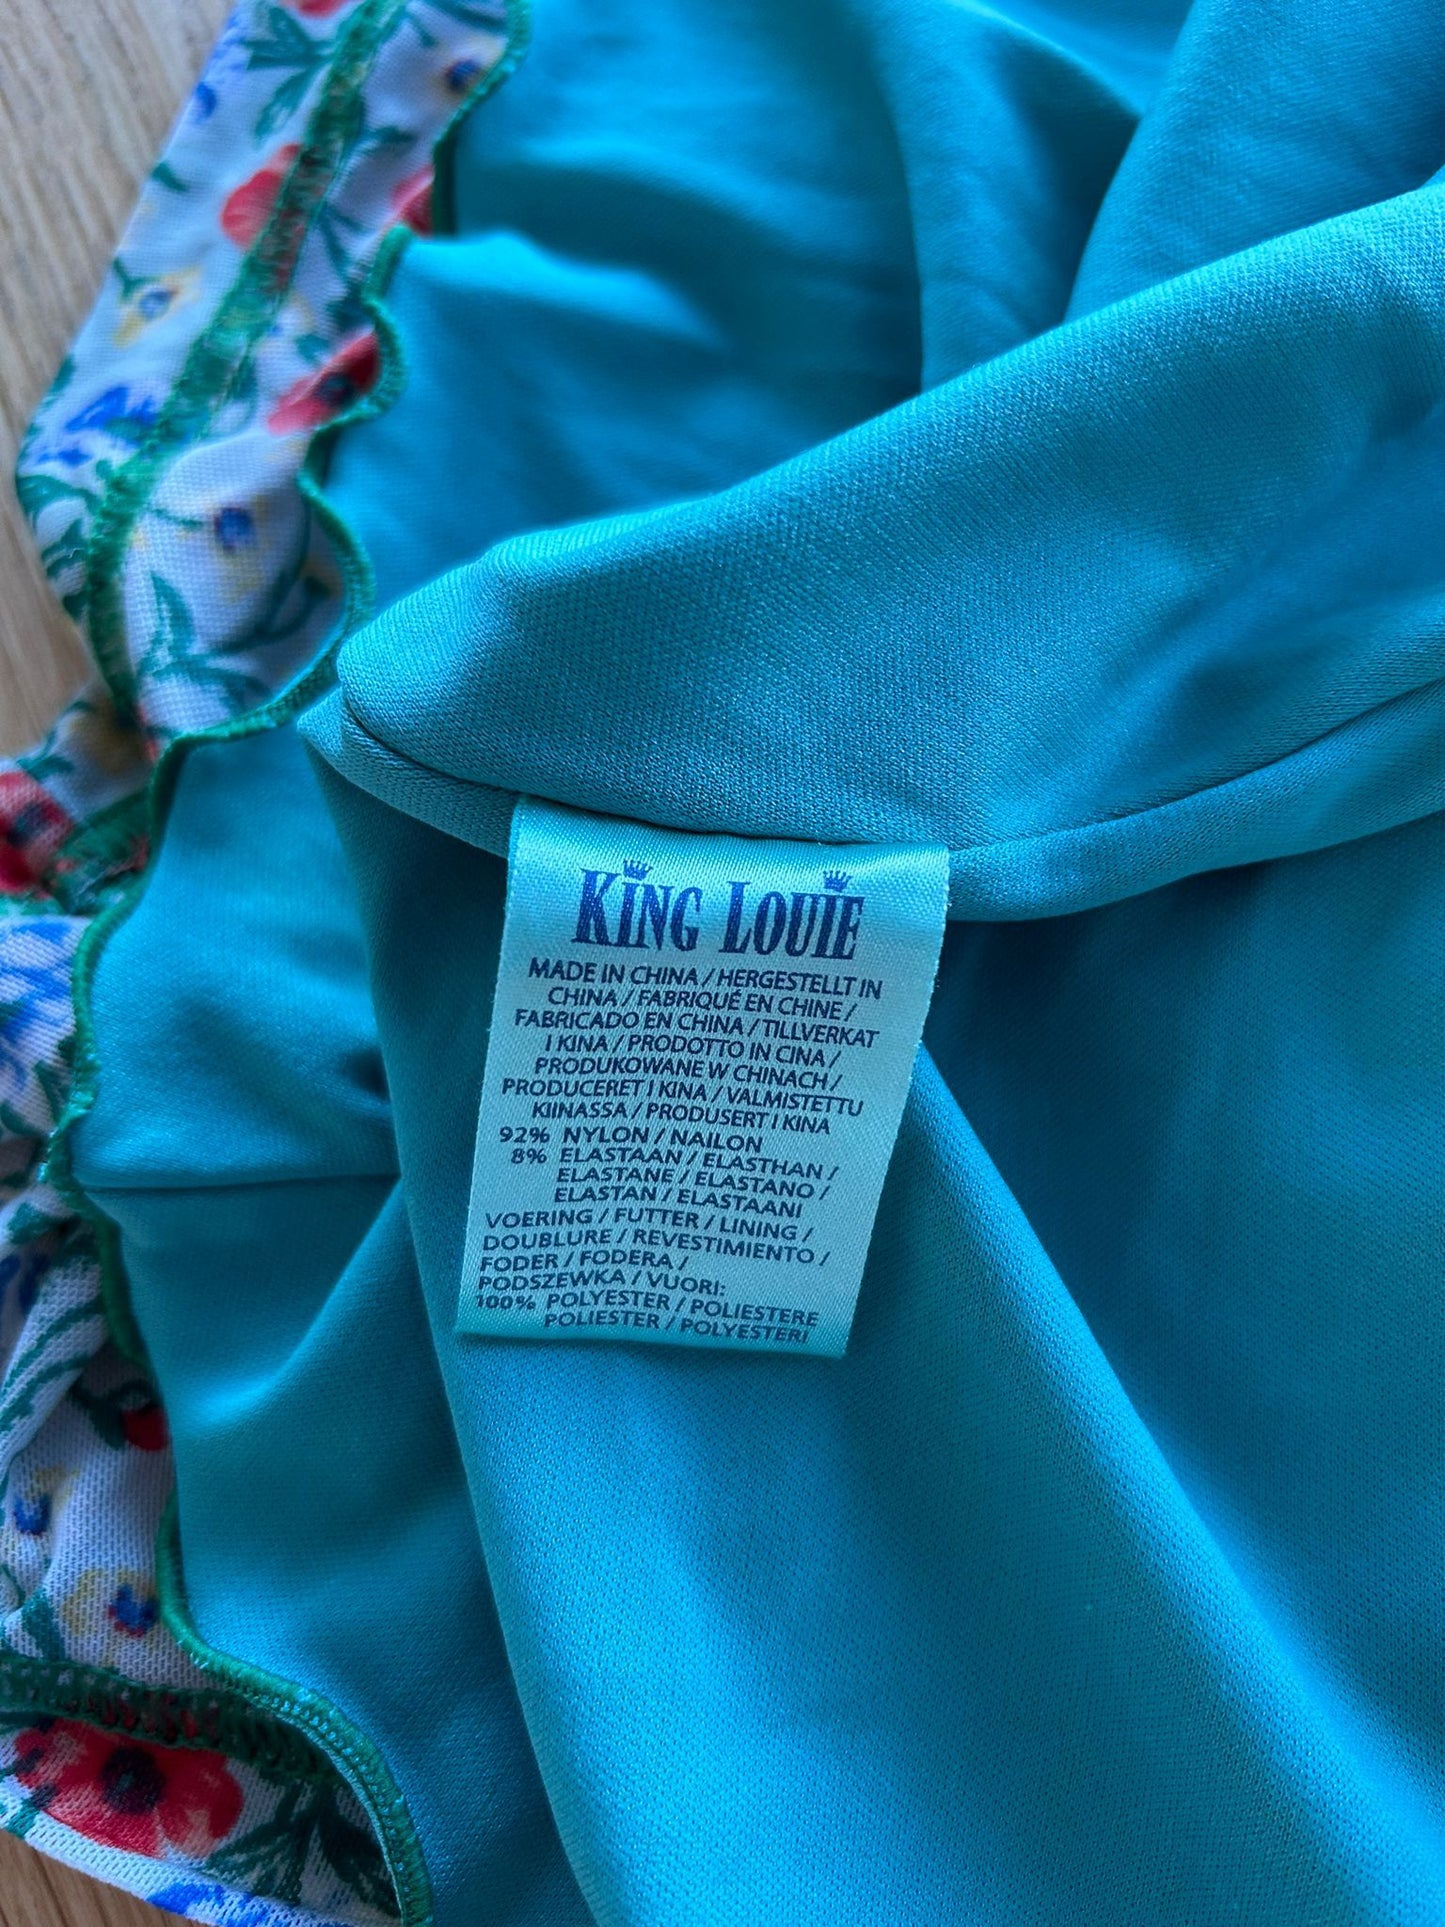 KING LOUIE
MADE IN CHINA / HERGESTELLT IN
CHINA / FABRIQUÉ EN CHINE /
FABRICADO EN CHINA / TILLVERKAT
I KINA / PRODOTTO IN CINA /
PRODUKOWANE W CHINACH /
PRODUCERET I KINA / VALMISTETTU
KIINASSA / PRODUSERT I KINA
92% NYLON / NAILON
8% ELASTAAN / ELASTHAN /
ELASTANE / ELASTANO /
ELASTAN / ELASTAANI
VOERING / FUTTER / LINING /
DOUBLURE / REVESTIMIENTO /
FODER / FODERA /
PODSZEWKA / VUORI:
100% POLYESTER / POLIESTERE
POLIESTER / POLYESTERI